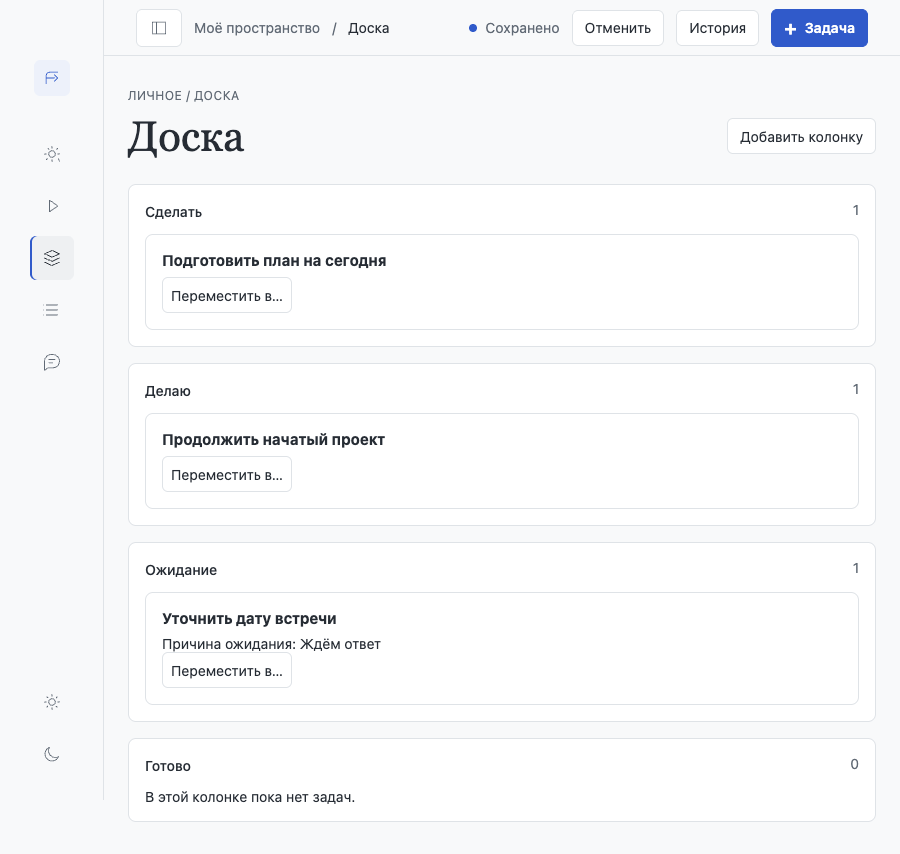 Моё пространство / Доска
Сохранено
Отменить
История
+ Задача
ЛИЧНОЕ / ДОСКА
Доска
Добавить колонку
Сделать 1
Подготовить план на сегодня
Переместить в...
Делаю 1
Продолжить начатый проект
Переместить в...
Ожидание 1
Уточнить дату встречи
Причина ожидания: Ждём ответ
Переместить в...
Готово 0
В этой колонке пока нет задач.